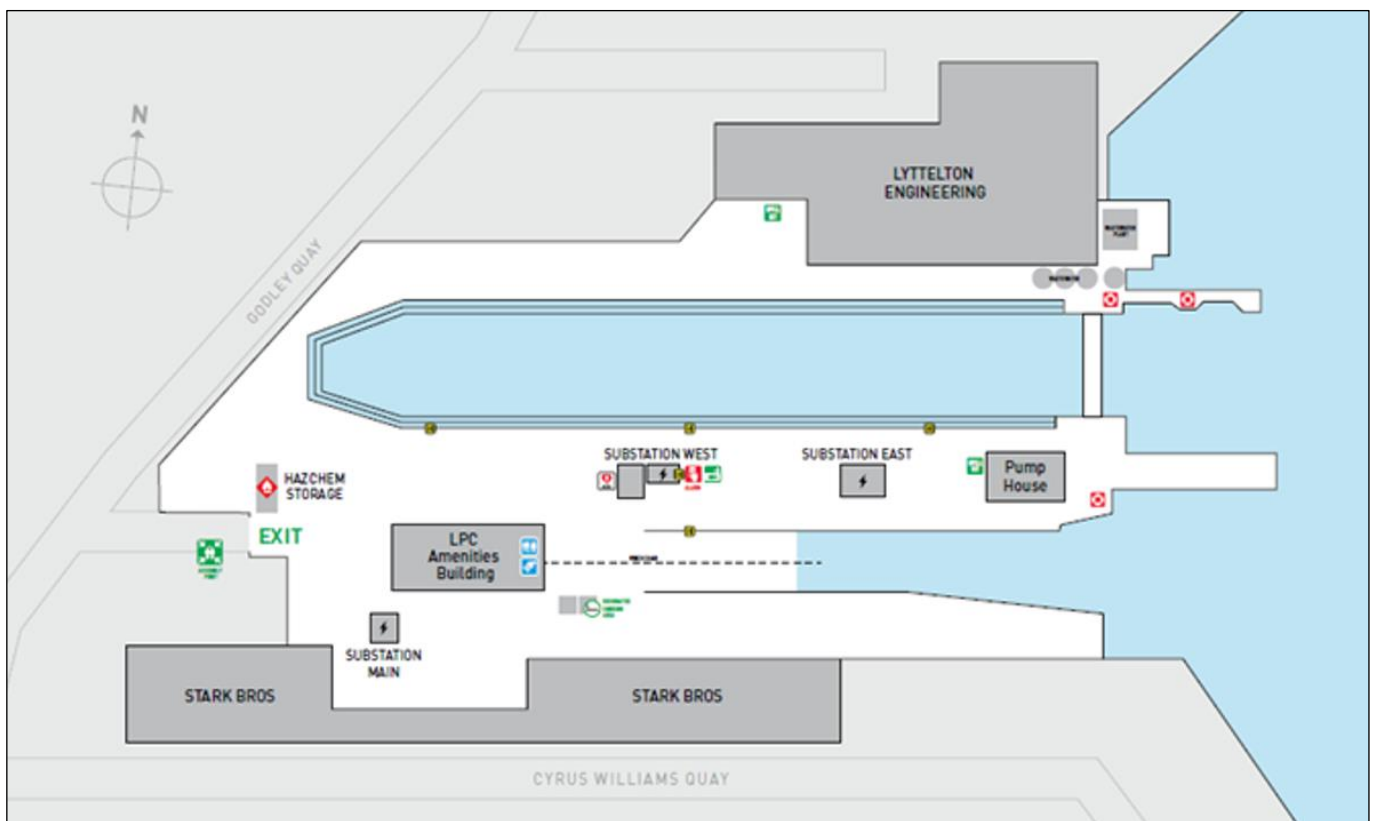 N
LYTTELTON
ENGINEERING
GODLEY QUAY
SUBSTATION WEST
SUBSTATION EAST
HAZCHEM
STORAGE
Pump
House
EXIT
LPC
Amenities
Building
SUBSTATION
MAIN
STARK BROS
STARK BROS
CYRUS WILLIAMS QUAY